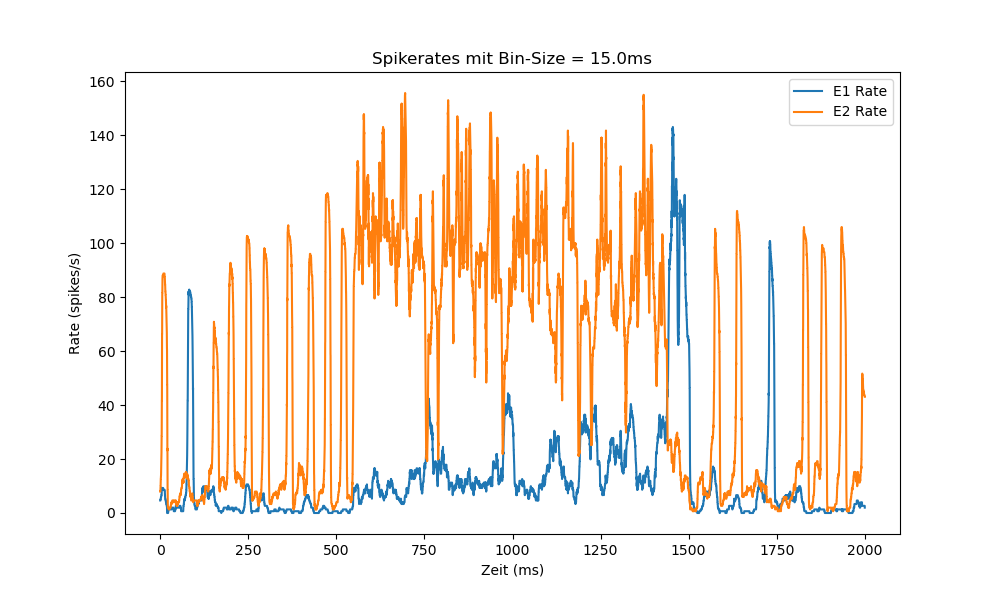 Spikerates mit Bin-Size = 15.0ms
E1 Rate
E2 Rate
160
140
120
100
80
60
40
20
0
Rate (spikes/s)
0 250 500 750 1000 1250 1500 1750 2000
Zeit (ms)